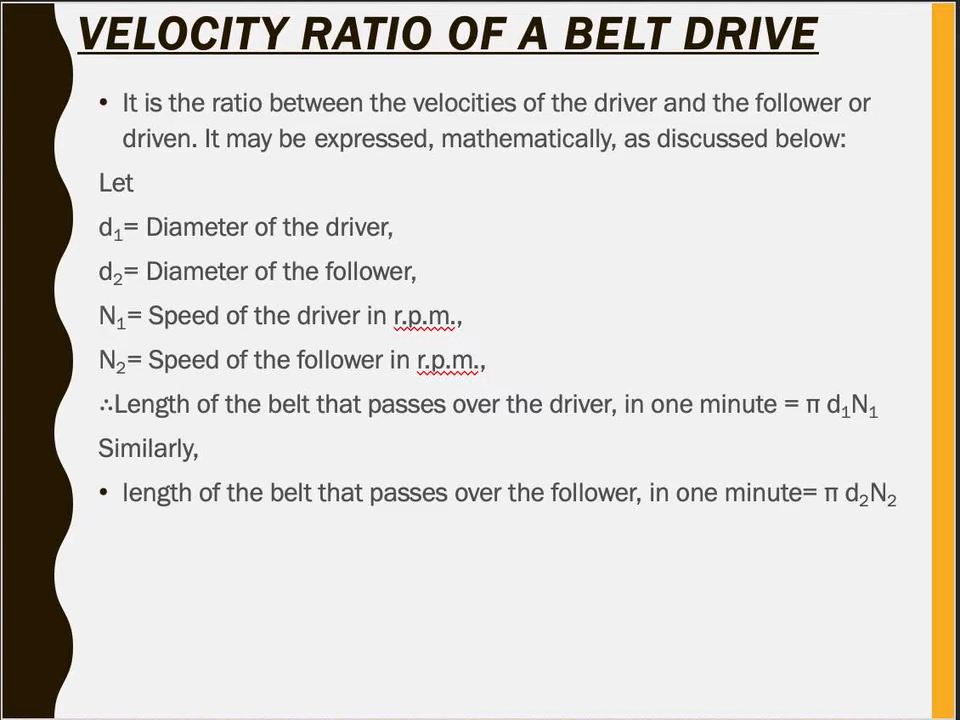 VELOCITY RATIO OF A BELT DRIVE
• It is the ratio between the velocities of the driver and the follower or
driven. It may be expressed, mathematically, as discussed below:
Let
d₁= Diameter of the driver,
d₂= Diameter of the follower,
N₁= Speed of the driver in r.p.m.,
N₂= Speed of the follower in r.p.m.,
∴Length of the belt that passes over the driver, in one minute = π d₁N₁
Similarly,
• length of the belt that passes over the follower, in one minute= π d₂N₂